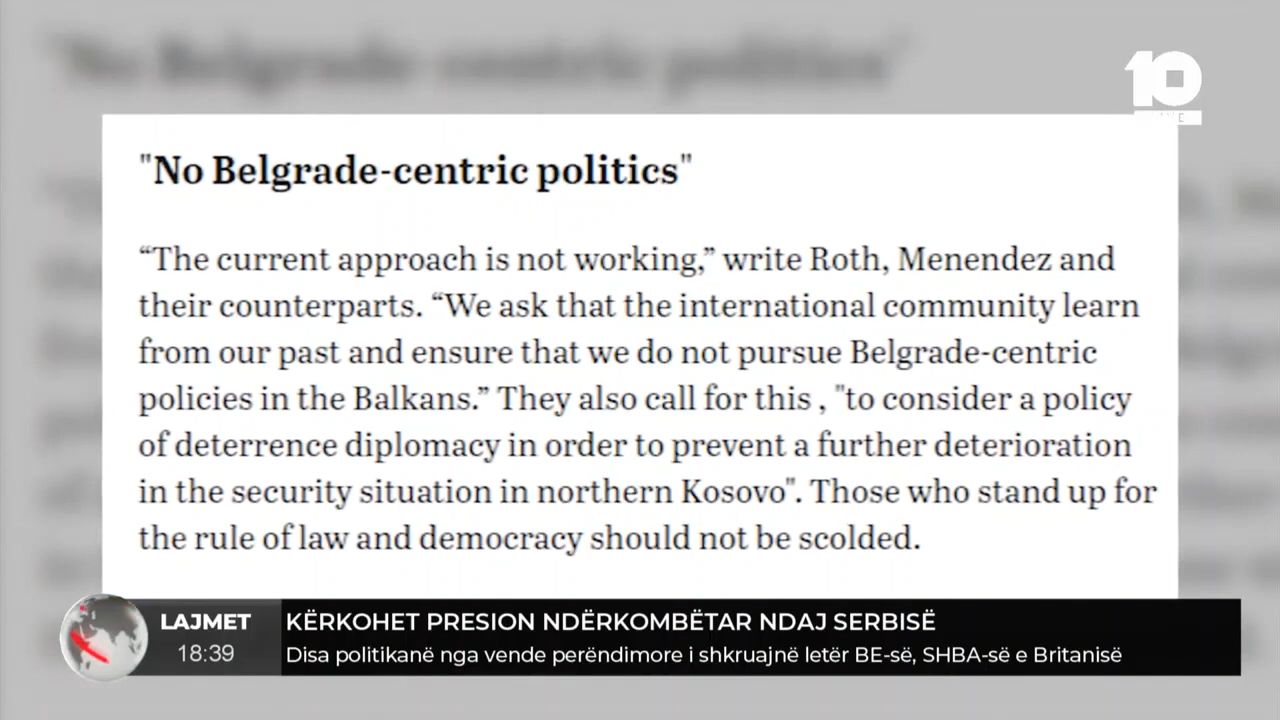 10
"No Belgrade-centric politics"
“The current approach is not working,” write Roth, Menendez and
their counterparts. “We ask that the international community learn
from our past and ensure that we do not pursue Belgrade-centric
policies in the Balkans.” They also call for this , "to consider a policy
of deterrence diplomacy in order to prevent a further deterioration
in the security situation in northern Kosovo". Those who stand up for
the rule of law and democracy should not be scolded.
LAJMET
18:39
KËRKOHET PRESION NDËRKOMBËTAR NDAJ SERBISË
Disa politikanë nga vende perëndimore i shkruajnë letër BE-së, SHBA-së e Britanisë